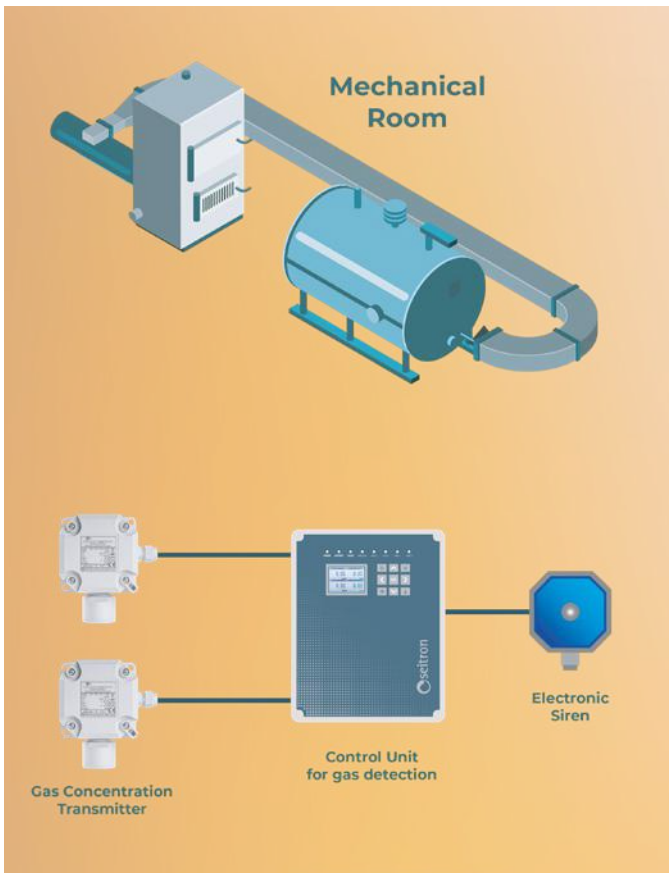 Mechanical
Room
seitron
Electronic
Siren
Control Unit
for gas detection
Gas Concentration
Transmitter